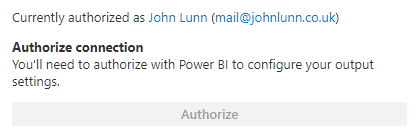 Currently authorized as John Lunn (mail@johnlunn.co.uk)
Authorize connection
You'll need to authorize with Power BI to configure your output
settings.
Authorize